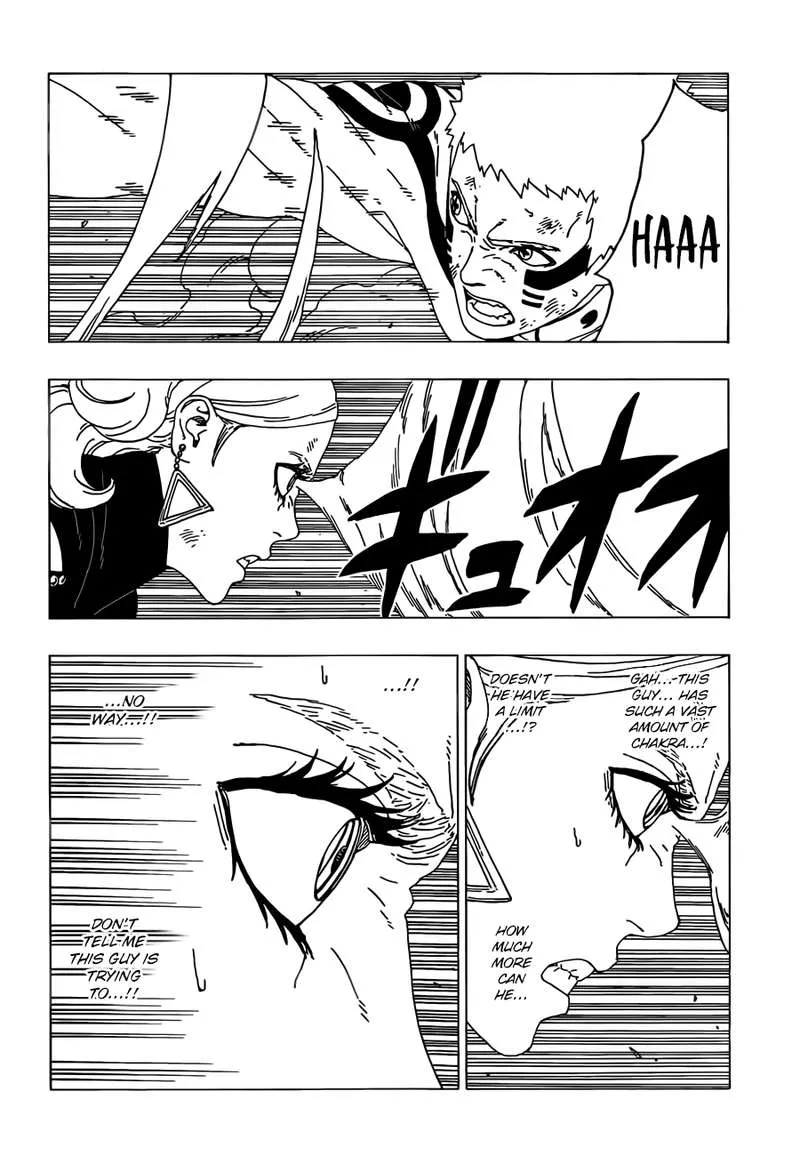 HAAA
ギュオオ
GAH...THIS
GUY... HAS
SUCH A VAST
AMOUNT OF
CHAKRA...!
DOESN'T
HE HAVE
A LIMIT
...!?
HOW
MUCH
MORE
CAN
HE...
...!!
...NO
WAY...!!
DON'T
TELL ME
THIS GUY IS
TRYING
TO...!!